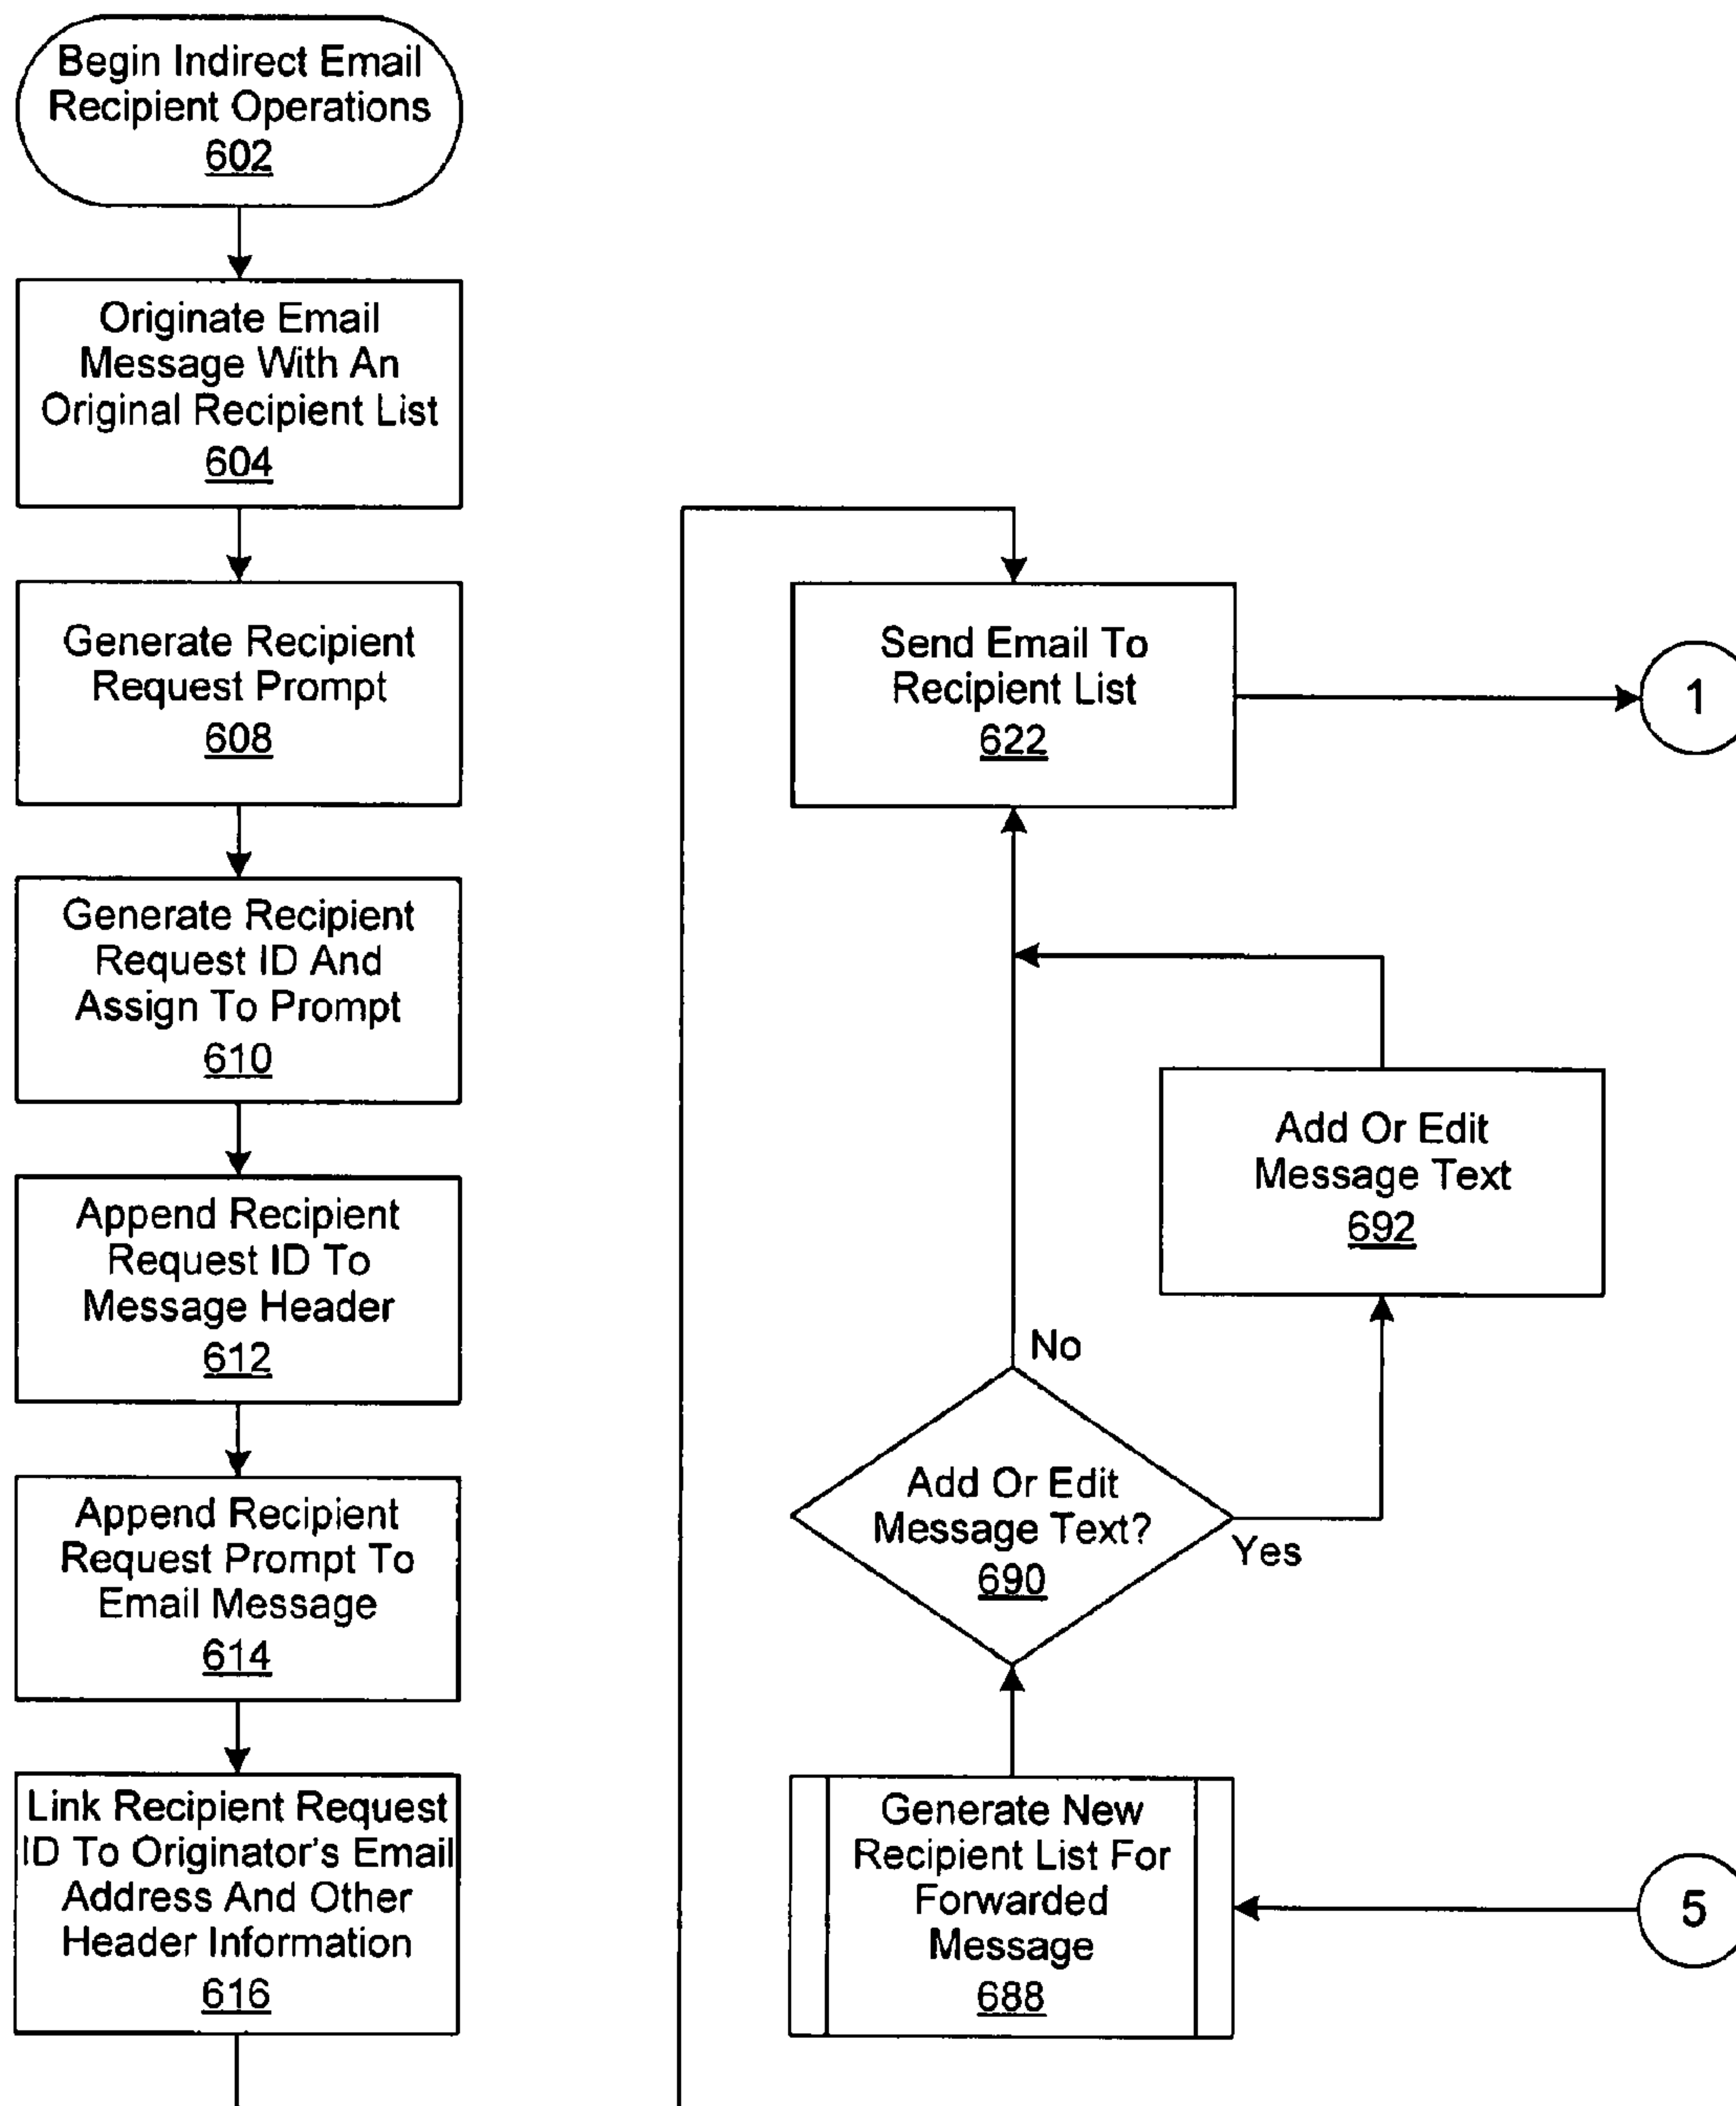 Begin Indirect Email
Recipient Operations
602
Originate Email
Message With An
Original Recipient List
604
Generate Recipient
Request Prompt
608
Generate Recipient
Request ID And
Assign To Prompt
610
Append Recipient
Request ID To
Message Header
612
Append Recipient
Request Prompt To
Email Message
614
Link Recipient Request
ID To Originator's Email
Address And Other
Header Information
616
Send Email To
Recipient List
622
1
Add Or Edit
Message Text
692
No
Add Or Edit
Message Text?
690
Yes
Generate New
Recipient List For
Forwarded
Message
688
5